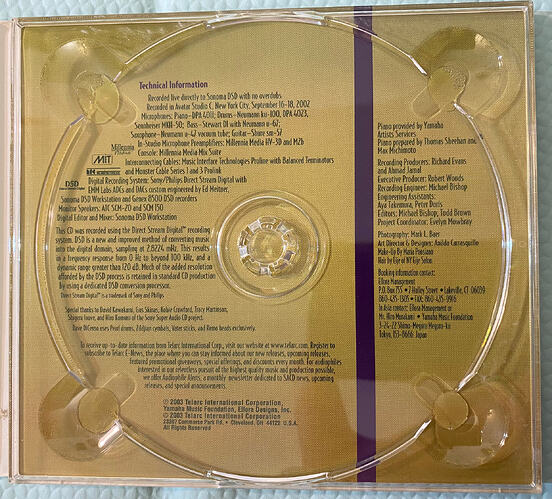 Technical Information
Recorded live directly to Sonoma DSD with no overdubs
Recorded in Avatar Studio C, New York City, September 16-18, 2002
Microphones: Piano–DPA 4011; Drums–Neumann ku-100, DPA 4023,
Sennheiser MKH-50; Bass–Stewart DI with Neumann u-67;
Saxophone–Neumann u-47 vacuum tube; Guitar–Shure sm-57
In-Studio Microphone Preamplifiers: Millennia Media HV-3D and M2b
Console: Millennia Media Mix Suite
Millennia
MIT
Interconnecting Cables: Music Interface Technologies Proline with Balanced Terminators
and Monster Cable Series 1 and 3 Prolink
DSD
Digital Recording System: Sony/Philips Direct Stream Digital with
EMM Labs ADCs and DACs custom engineered by Ed Meitner,
Sonoma DSD Workstation and Genex 8500 DSD recorders
Monitor Speakers: ATC SCM-20 and SCM 150
Digital Editor and Mixer: Sonoma DSD Workstation
This CD was recorded using the Direct Stream Digital™ recording
system. DSD is a new and improved method of converting music
into the digital domain, sampling at 2.8224 mHz. This results
in a frequency response from 0 Hz to beyond 100 kHz, and a
dynamic range greater than 120 dB. Much of the added resolution
afforded by the DSD process is retained in standard CD production
by using a dedicated DSD conversion processor.
Direct Stream Digital™ is a trademark of Sony and Philips
Special thanks to David Kawakami, Gus Skinas, Kolar Crawford, Tracy Martinson,
Shigeru Inoue, and Hiro Komuro of the Sony Super Audio CD project.
Dave DiCenso uses Pearl drums, Zildjian cymbals, Vater sticks, and Remo heads exclusively.
To receive up-to-date information from Telarc International Corp., visit our website at www.telarc.com. Register to
subscribe to Telarc E-News, the place where you can stay informed about our new releases, upcoming releases,
featured promotional giveaways, special offerings, and discounts every month. For audiophiles
interested in our relentless pursuit of the highest quality music and production possible,
we offer Audiophile Alerts, a monthly newsletter dedicated to SACD news, upcoming
releases, and special announcements.
℗ 2003 Telarc International Corporation,
Yamaha Music Foundation, Ellora Designs, Inc.
© 2003 Telarc International Corporation
23307 Commerce Park Rd. • Cleveland, OH 44122 U.S.A.
All Rights Reserved
Piano provided by Yamaha
Artists Services
Piano prepared by Thomas Sheehan and
Max Michimoto
Recording Producers: Richard Evans
and Ahmad Jamal
Executive Producer: Robert Woods
Recording Engineer: Michael Bishop
Engineering Assistants:
Aya Takemura, Peter Doris
Editors: Michael Bishop, Todd Brown
Project Coordinator: Evelyn Mowbray
Photography: Mark L. Baer
Art Director & Designer: Anilda Carrasquillo
Make-Up By Maria Ponsiano
Hair by Eije of NY Eije Salon
Booking information contact:
Ellora Management
P.O. Box 755 • 7 Holley Street • Lakeville, CT 06039
860-435-1305 • FAX: 860-435-9916
In Asia contact: Ellora Management or
Mr. Hiro Musikawi • Yamaha Music Foundation
3-24-22 Shimo-Meguro Meguro-ku
Tokyo, 153-8666 Japan